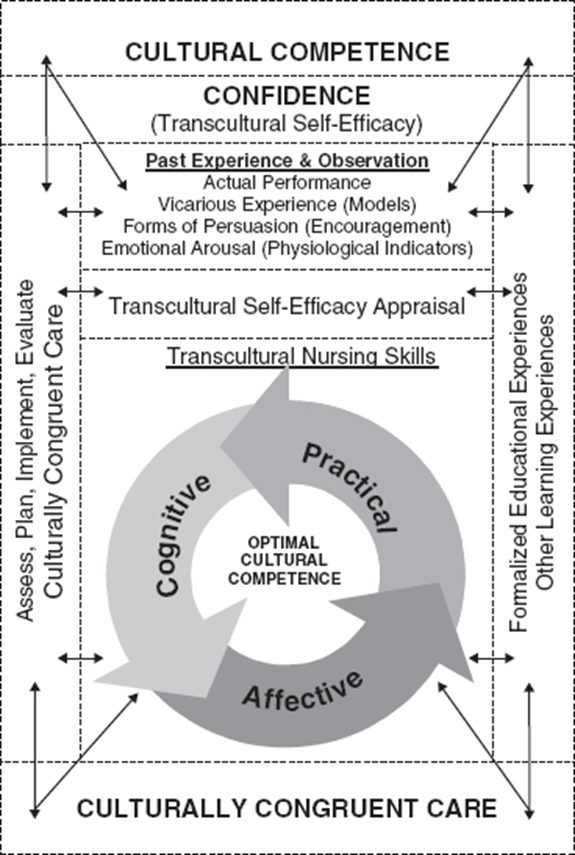 CULTURAL COMPETENCE
CONFIDENCE
(Transcultural Self-Efficacy)
Past Experience & Observation
Actual Performance
Vicarious Experience (Models)
Forms of Persuasion (Encouragement)
Emotional Arousal (Physiological Indicators)
Transcultural Self-Efficacy Appraisal
Transcultural Nursing Skills
Assess, Plan, Implement, Evaluate
Culturally Congruent Care
Cognitive
Practical
Affective
OPTIMAL
CULTURAL
COMPETENCE
Formalized Educational Experiences
Other Learning Experiences
CULTURALLY CONGRUENT CARE